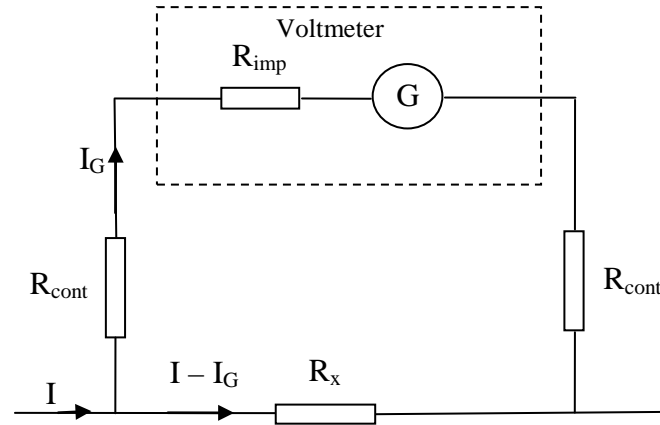 Voltmeter
R_imp
G
I_G
R_cont
R_cont
I – I_G
R_x
I